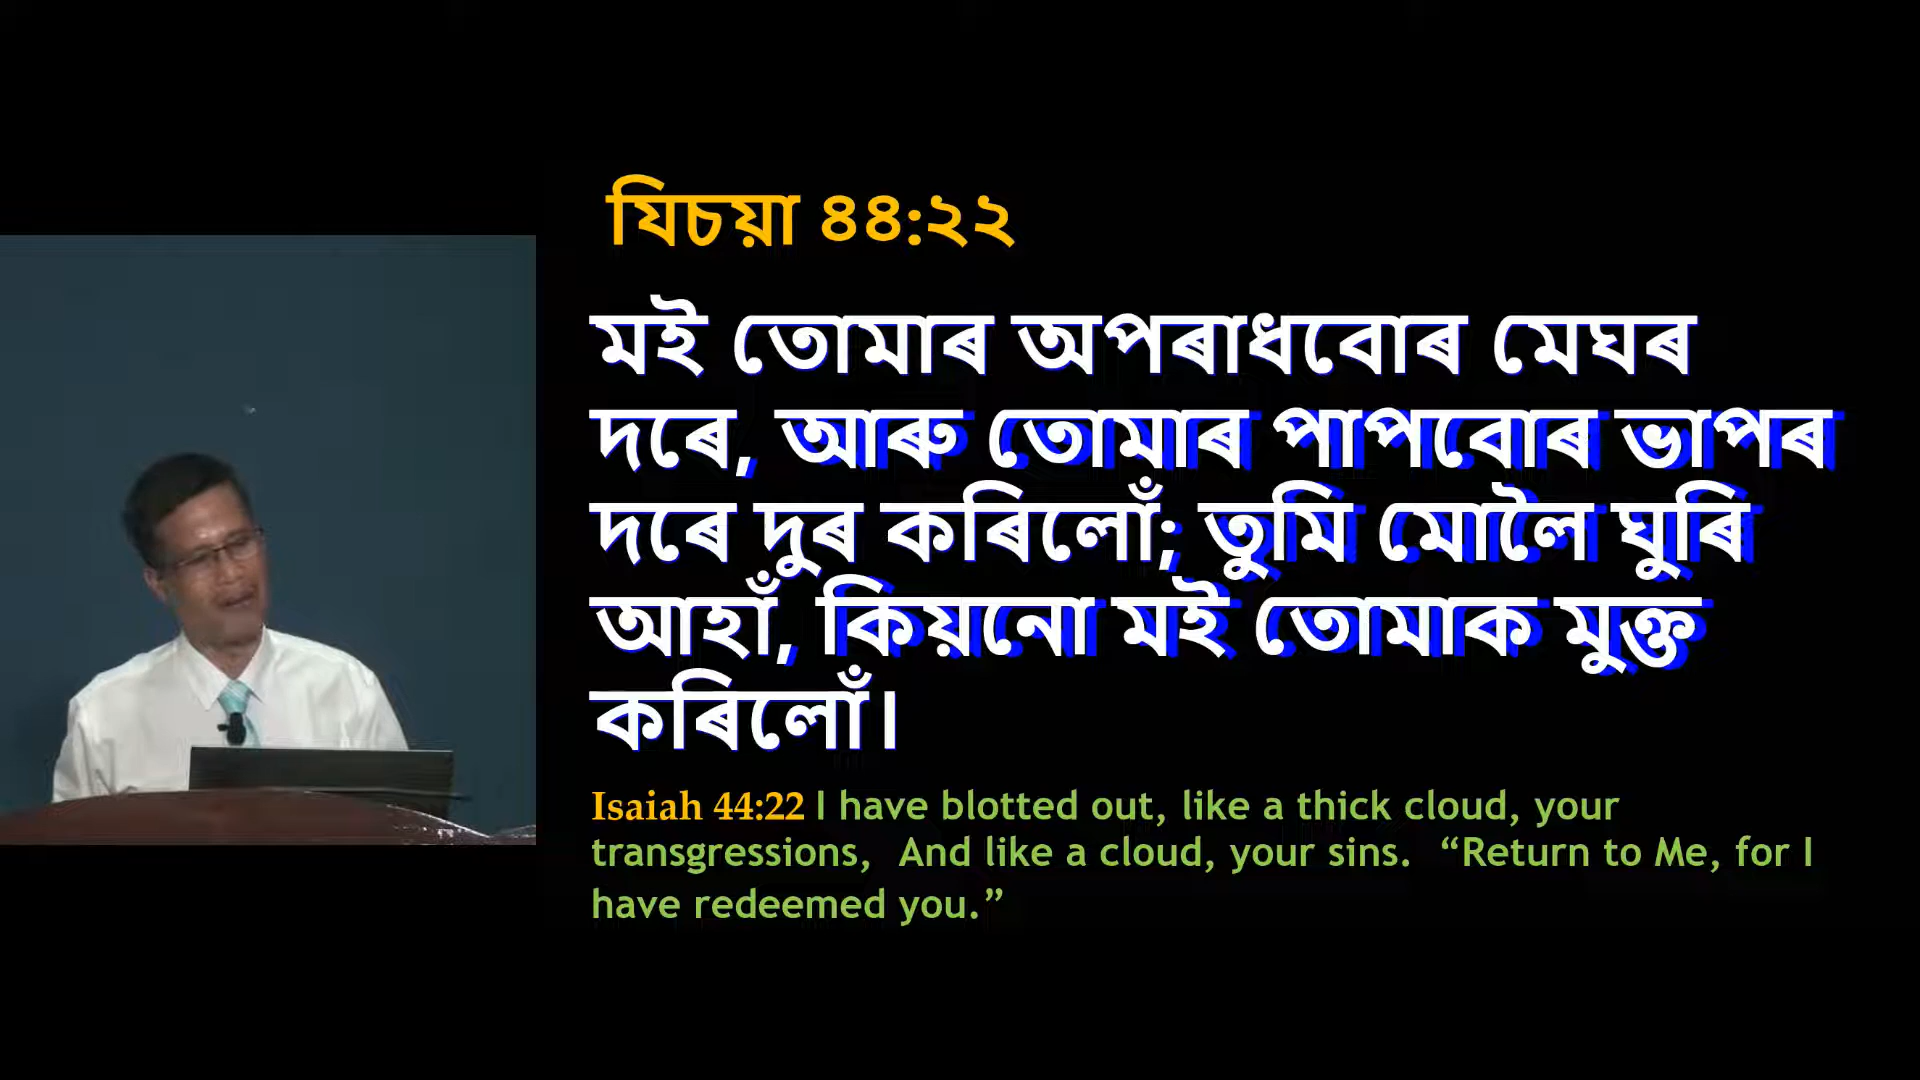 যিচয়া ৪৪:২২
মই তোমাৰ অপৰাধবোৰ মেঘৰ
দৰে, আৰু তোমাৰ পাপবোৰ ভাপৰ
দৰে দুৰ কৰিলোঁ; তুমি মোলৈ ঘুৰি
আহাঁ, কিয়নো মই তোমাক মুক্ত
কৰিলোঁ।
Isaiah 44:22 I have blotted out, like a thick cloud, your
transgressions, And like a cloud, your sins. “Return to Me, for I
have redeemed you.”